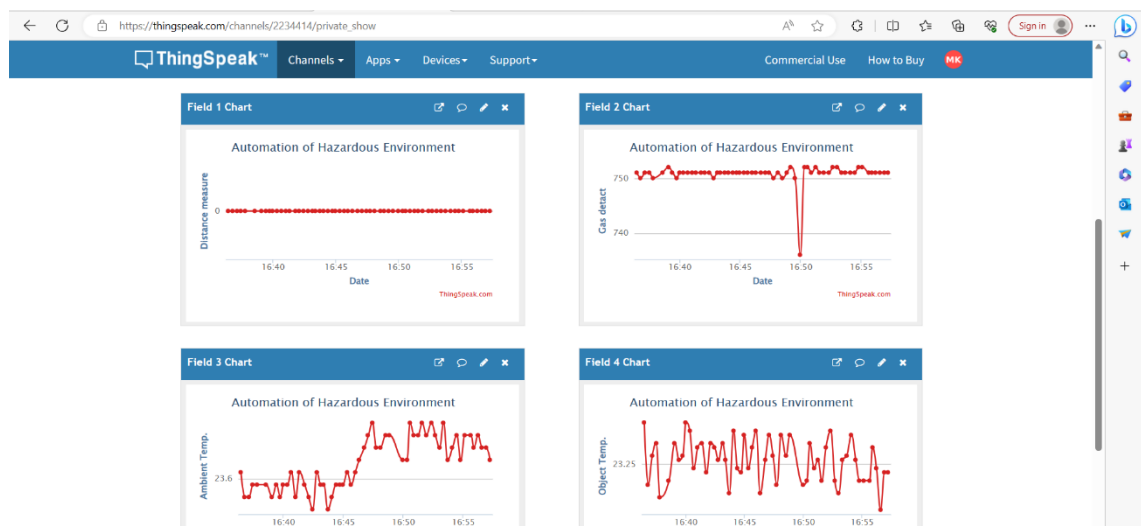 https://thingspeak.com/channels/2234414/private_show
Sign in
ThingSpeak™ Channels Apps Devices Support Commercial Use How to Buy MK
Field 1 Chart
Automation of Hazardous Environment
Distance measure
0
16:40 16:45 16:50 16:55
Date
ThingSpeak.com
Field 2 Chart
Automation of Hazardous Environment
Gas detact
750
740
16:40 16:45 16:50 16:55
Date
ThingSpeak.com
Field 3 Chart
Automation of Hazardous Environment
Ambient Temp.
23.6
16:40 16:45 16:50 16:55
Field 4 Chart
Automation of Hazardous Environment
Object Temp.
23.25
16:40 16:45 16:50 16:55